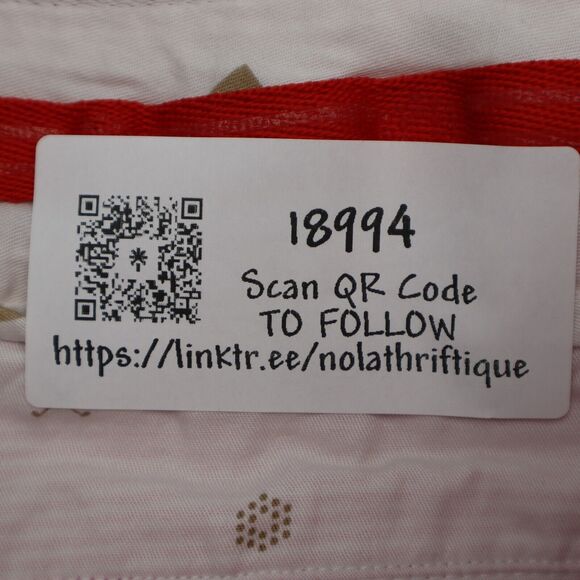 18994
Scan QR Code
TO FOLLOW
https://linktr.ee/nolathriftique